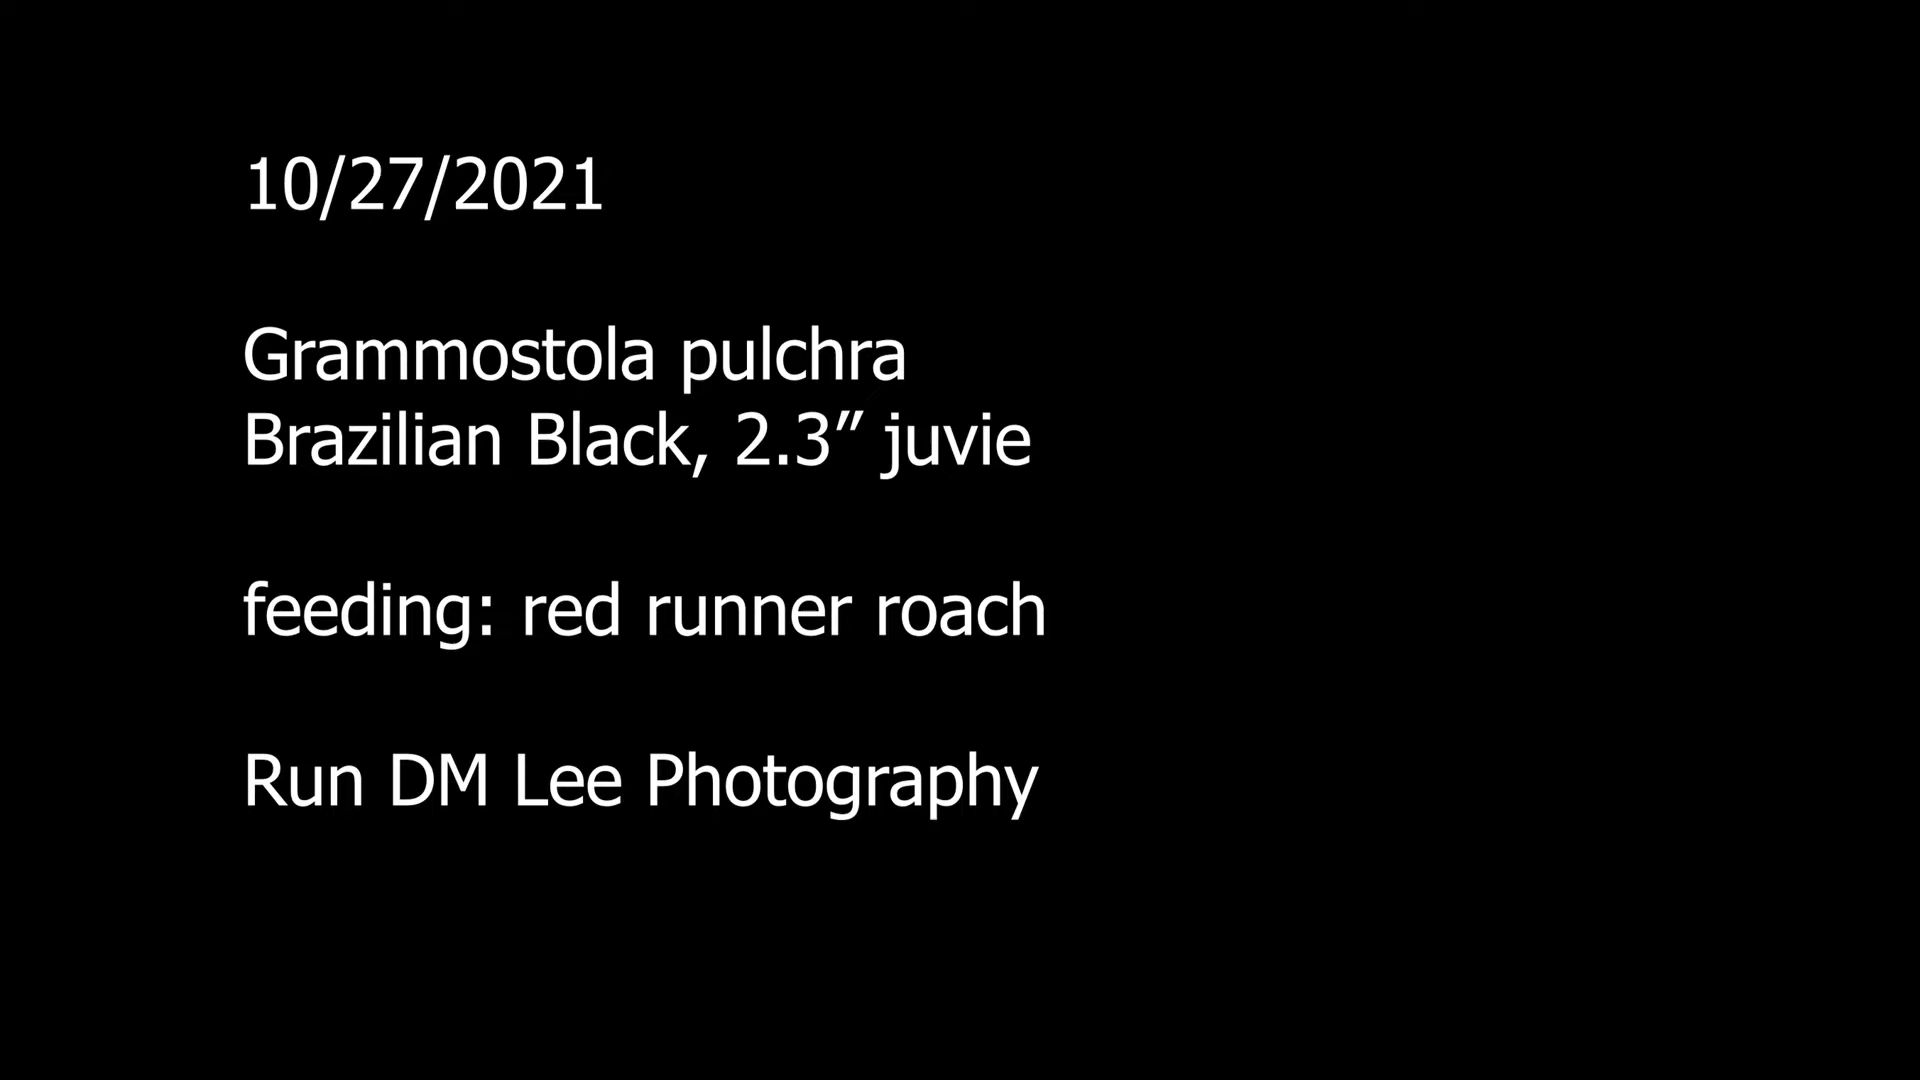 10/27/2021
Grammostola pulchra
Brazilian Black, 2.3” juvie
feeding: red runner roach
Run DM Lee Photography